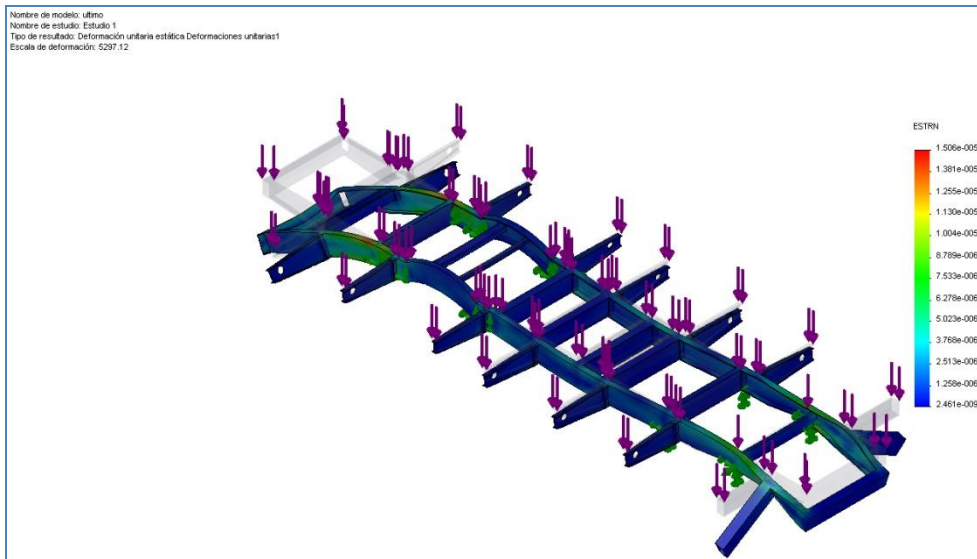 Nombre de modelo: ultimo
Nombre de estudio: Estudio 1
Tipo de resultado: Deformación unitaria estática Deformaciones unitarias1
Escala de deformación: 5297.12
ESTRN
1.506e-005
1.381e-005
1.255e-005
1.130e-005
1.004e-005
8.789e-006
7.533e-006
6.278e-006
5.023e-006
3.768e-006
2.513e-006
1.258e-006
2.461e-009